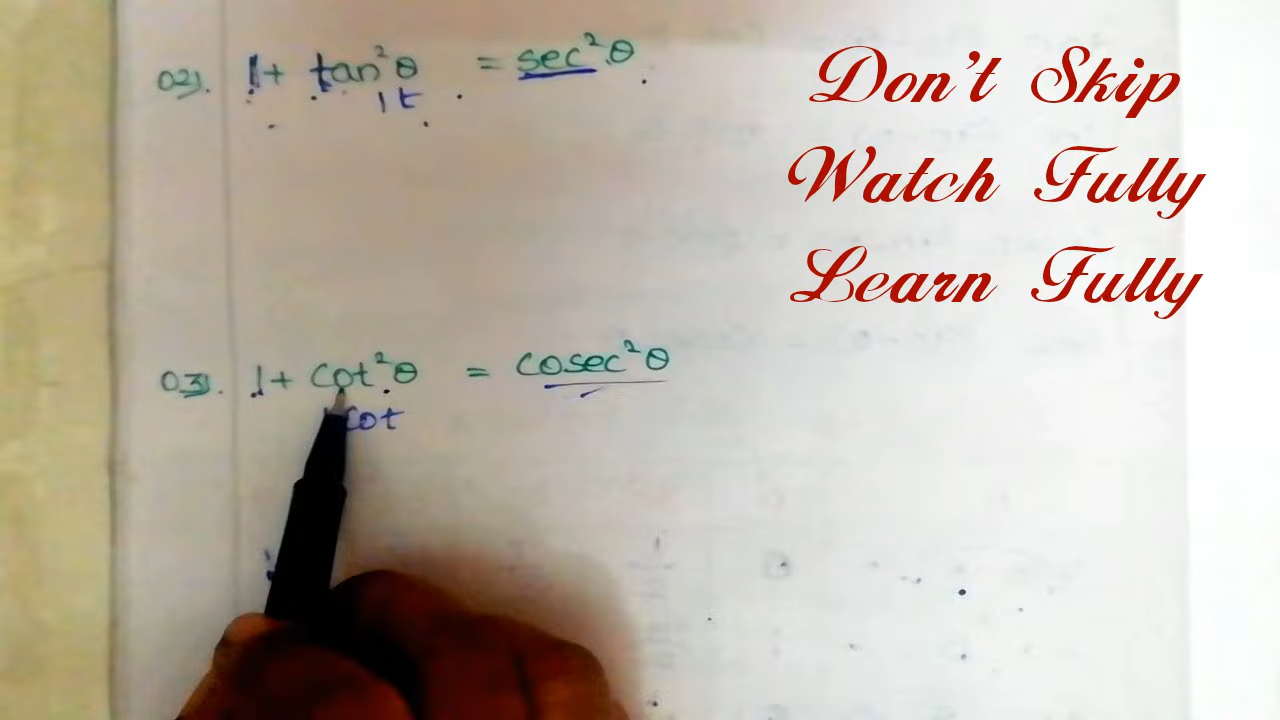 02). 1 + tan²θ = sec²θ
1t
03). 1 + cot²θ = cosec²θ
cot
Don't Skip
Watch Fully
Learn Fully